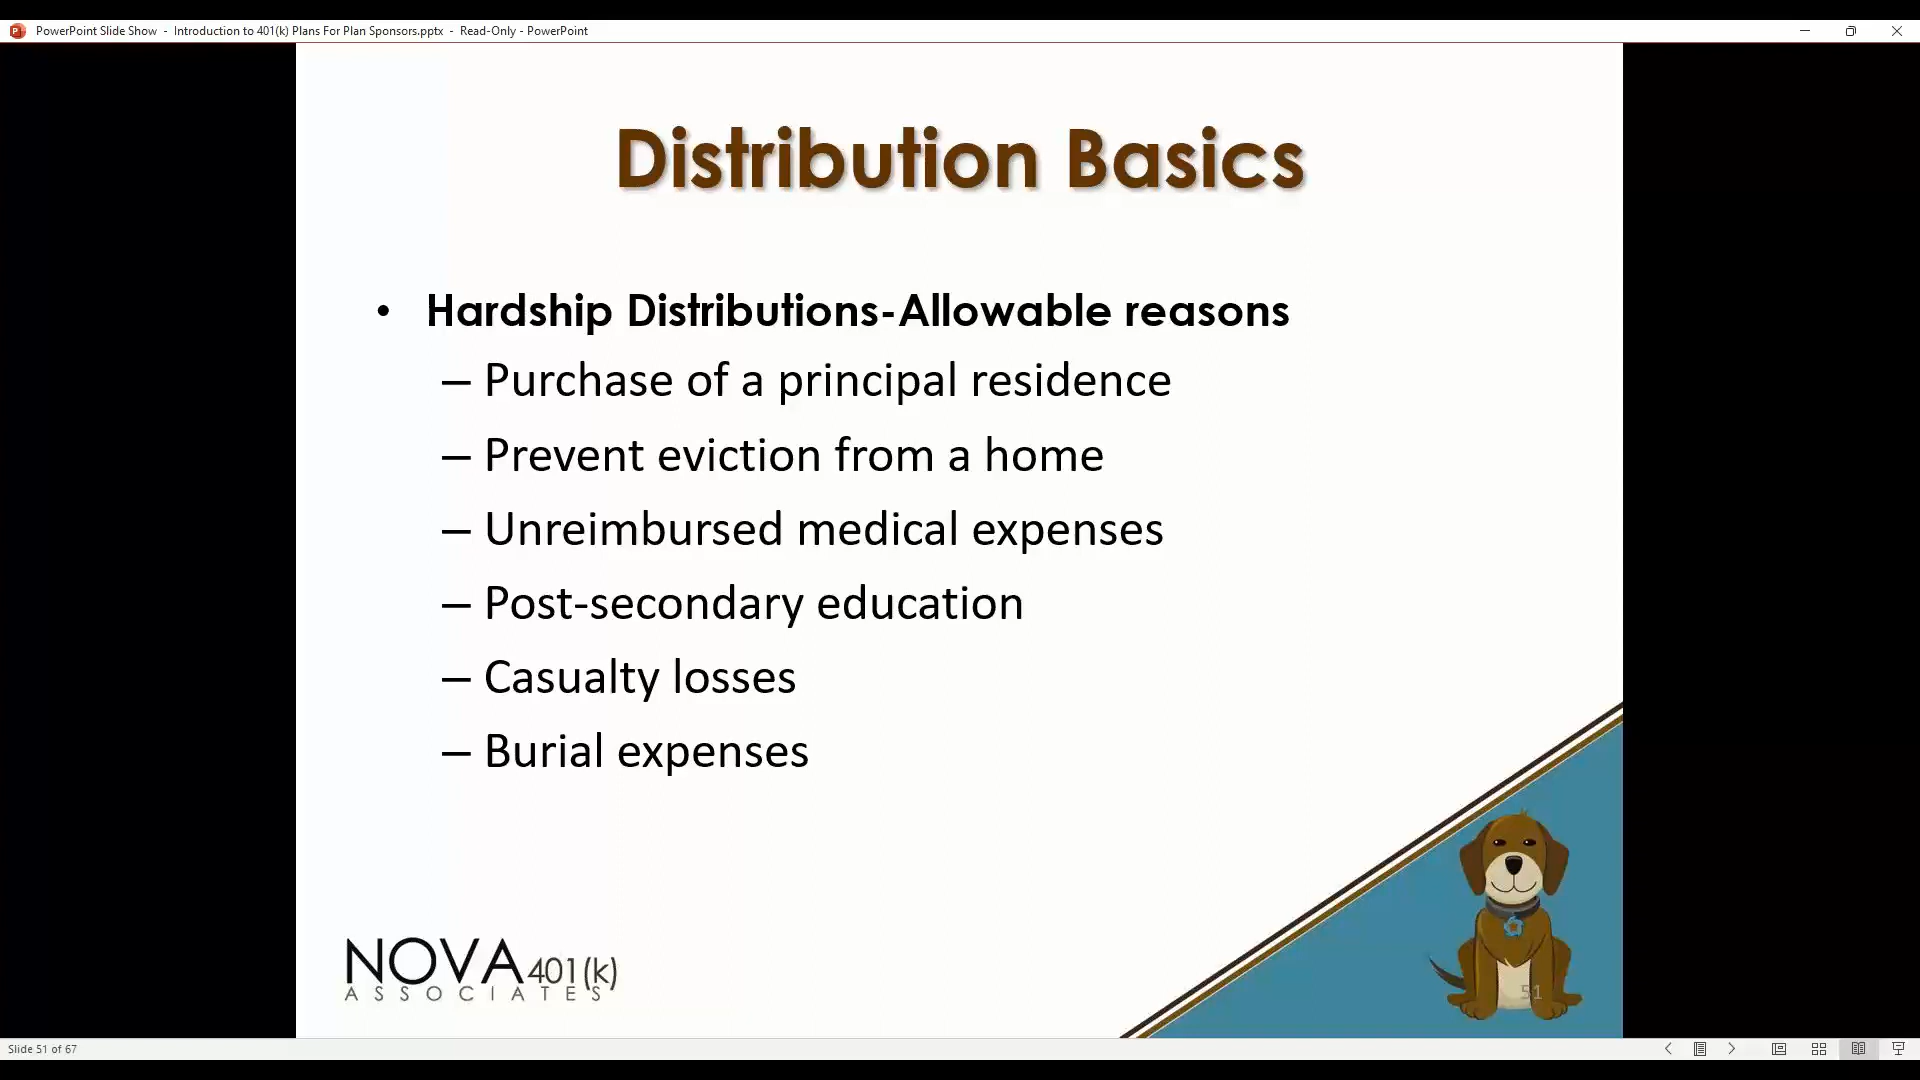 PowerPoint Slide Show - Introduction to 401(k) Plans For Plan Sponsors.pptx - Read-Only - PowerPoint
Distribution Basics
• Hardship Distributions-Allowable reasons
– Purchase of a principal residence
– Prevent eviction from a home
– Unreimbursed medical expenses
– Post-secondary education
– Casualty losses
– Burial expenses
NOVA 401(k)
ASSOCIATES
51
Slide 51 of 67